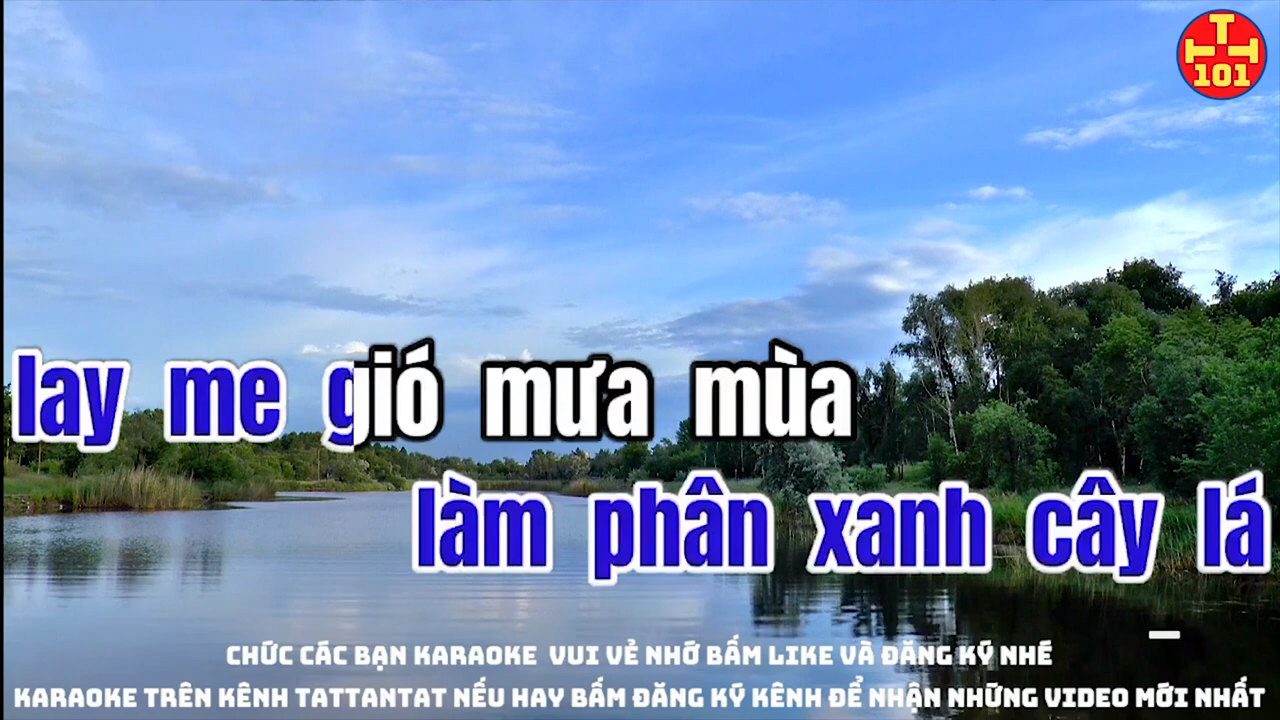 T
T T
101
lay me gió mưa mùa
làm phân xanh cây lá
CHỨC CÁC BẠN KARAOKE VUI VẺ NHỚ BẤM LIKE VÀ ĐĂNG KÝ NHÉ
KARAOKE TRÊN KÊNH TATTANTAT NẾU HAY BẤM ĐĂNG KÝ KÊNH ĐỂ NHẬN NHỮNG VIDEO MỚI NHẤT